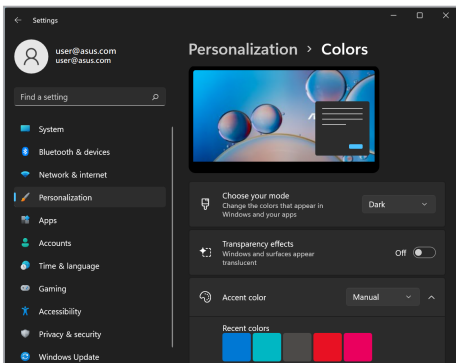 Settings
user@asus.com
user@asus.com
Find a setting
System
Bluetooth & devices
Network & internet
Personalization
Apps
Accounts
Time & language
Gaming
Accessibility
Privacy & security
Windows Update
Personalization > Colors
Choose your mode
Change the colors that appear in
Windows and your apps
Dark
Transparency effects
Windows and surfaces appear
translucent
Off
Accent color
Manual
Recent colors